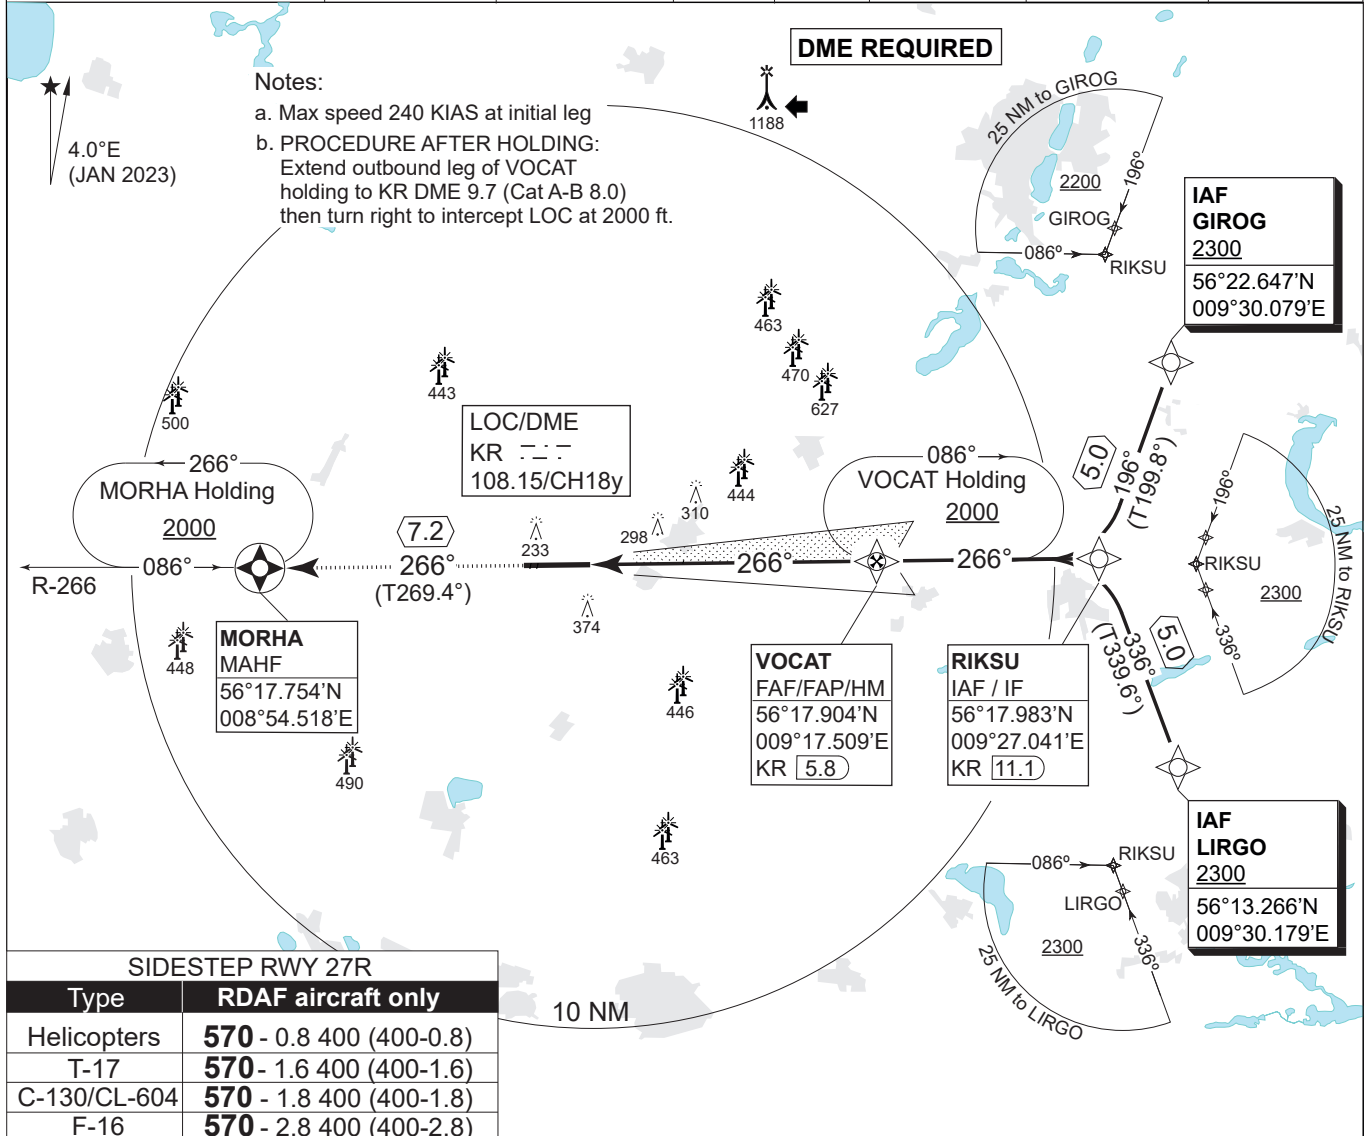 DME REQUIRED
Notes:
a. Max speed 240 KIAS at initial leg
b. PROCEDURE AFTER HOLDING:
Extend outbound leg of VOCAT
holding to KR DME 9.7 (Cat A-B 8.0)
then turn right to intercept LOC at 2000 ft.
4.0°E
(JAN 2023)
1188
25 NM to GIROG
2200
196°
GIROG
086°
RIKSU
IAF
GIROG
2300
56°22.647’N
009°30.079’E
463
470
627
443
500
LOC/DME
KR
108.15/CH18y
444
310
298
233
374
266°
MORHA Holding
2000
086°
R-266
7.2
266°
(T269.4°)
086°
VOCAT Holding
2000
266°
266°
5.0
196°
(T199.8°)
196°
RIKSU
2300
336°
25 NM to RIKSU
5.0
336°
(T339.6°)
MORHA
MAHF
56°17.754’N
008°54.518’E
VOCAT
FAF/FAP/HM
56°17.904’N
009°17.509’E
KR 5.8
RIKSU
IAF / IF
56°17.983’N
009°27.041’E
KR 11.1
448
446
490
463
IAF
LIRGO
2300
56°13.266’N
009°30.179’E
086°
RIKSU
LIRGO
2300
336°
25 NM to LIRGO
10 NM
SIDESTEP RWY 27R
Type RDAF aircraft only
Helicopters 570 - 0.8 400 (400-0.8)
T-17 570 - 1.6 400 (400-1.6)
C-130/CL-604 570 - 1.8 400 (400-1.8)
F-16 570 - 2.8 400 (400-2.8)